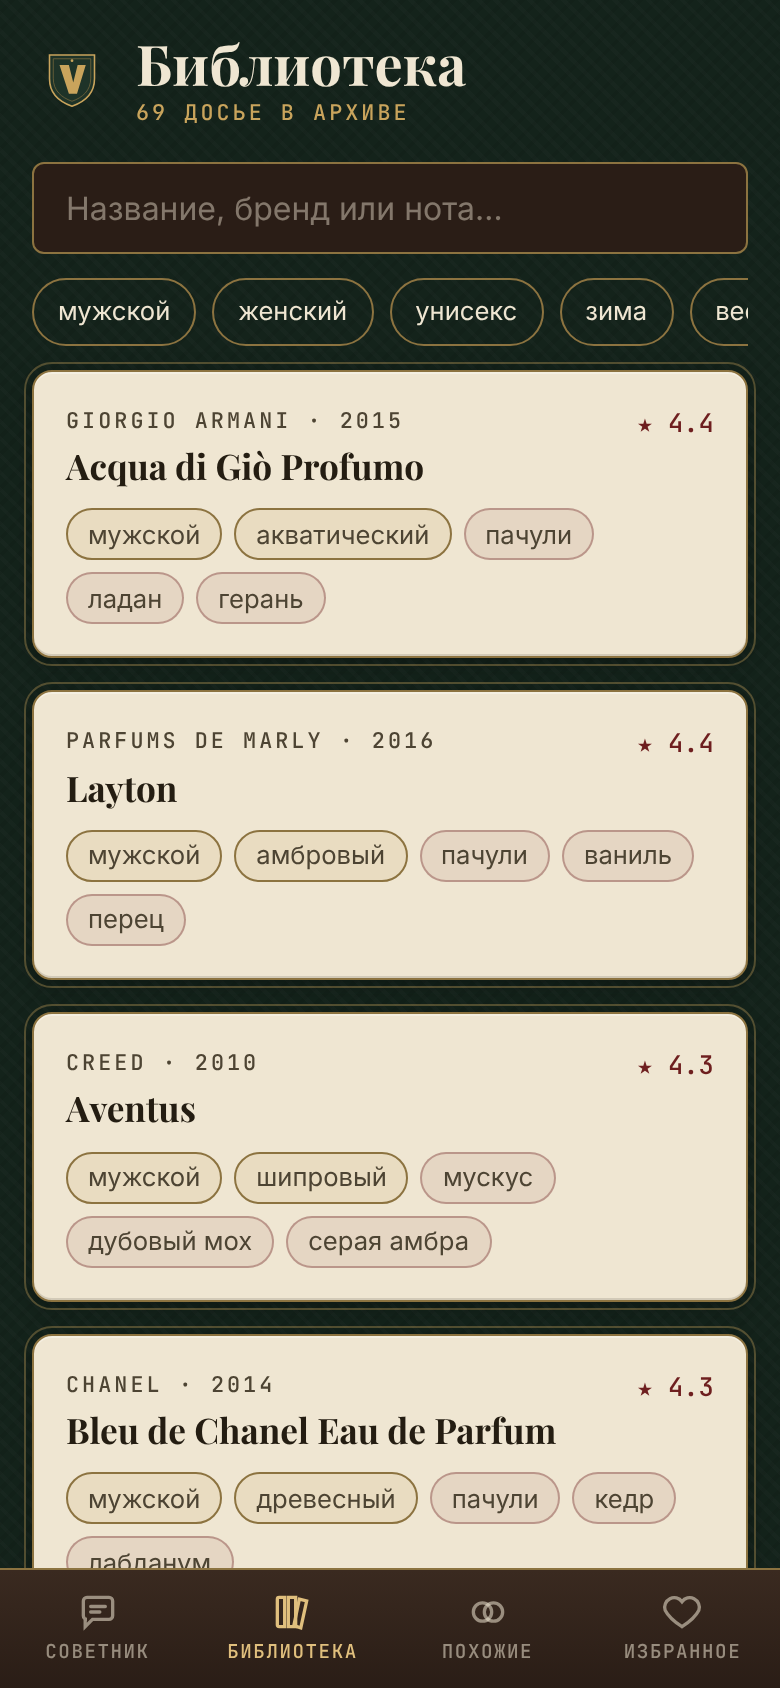 V
Библиотека
69 ДОСЬЕ В АРХИВЕ
Название, бренд или нота...
мужской женский унисекс зима вес
GIORGIO ARMANI · 2015 ★ 4.4
Acqua di Giò Profumo
мужской акватический пачули
ладан герань
PARFUMS DE MARLY · 2016 ★ 4.4
Layton
мужской амбровый пачули ваниль
перец
CREED · 2010 ★ 4.3
Aventus
мужской шипровый мускус
дубовый мох серая амбра
CHANEL · 2014 ★ 4.3
Bleu de Chanel Eau de Parfum
мужской древесный пачули кедр
лабданум
СОВЕТНИК БИБЛИОТЕКА ПОХОЖИЕ ИЗБРАННОЕ